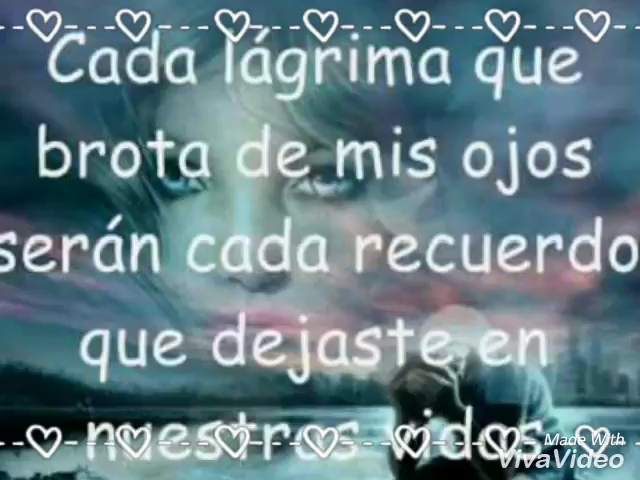 Cada lágrima que
brota de mis ojos
serán cada recuerdo
que dejaste en
nuestras vidas
Made With
VivaVideo